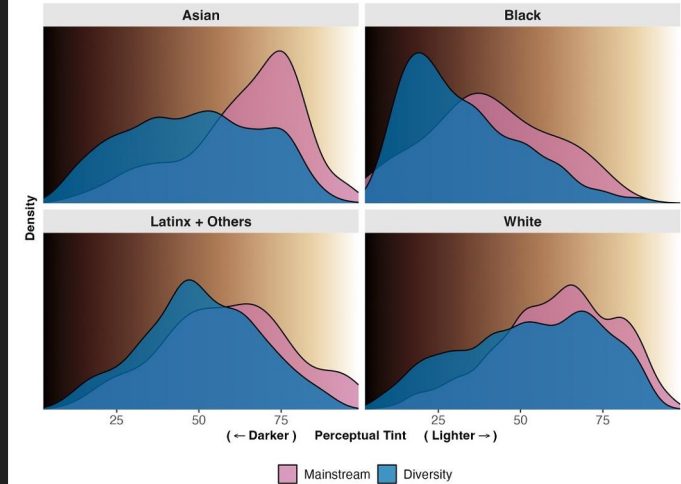 Asian
Black
Density
Latinx + Others
White
25 50 75 25 50 75
(← Darker) Perceptual Tint (Lighter →)
Mainstream Diversity